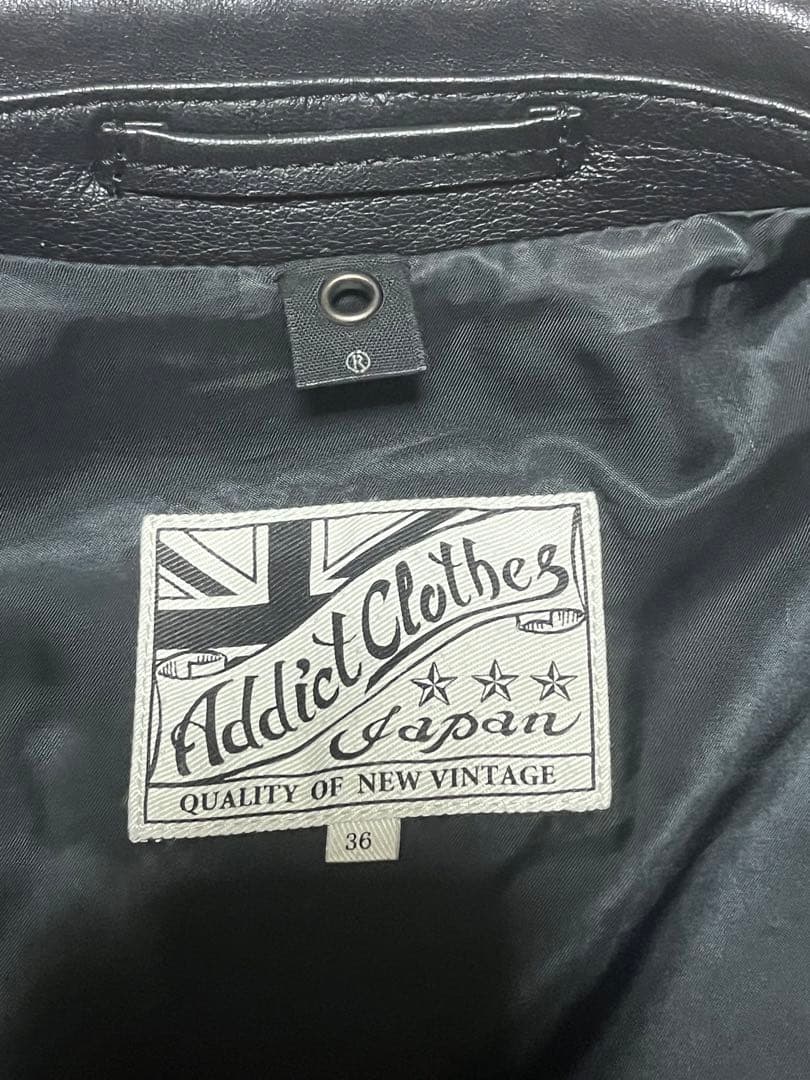 ®
Addict Clothes
Japan
QUALITY OF NEW VINTAGE
36